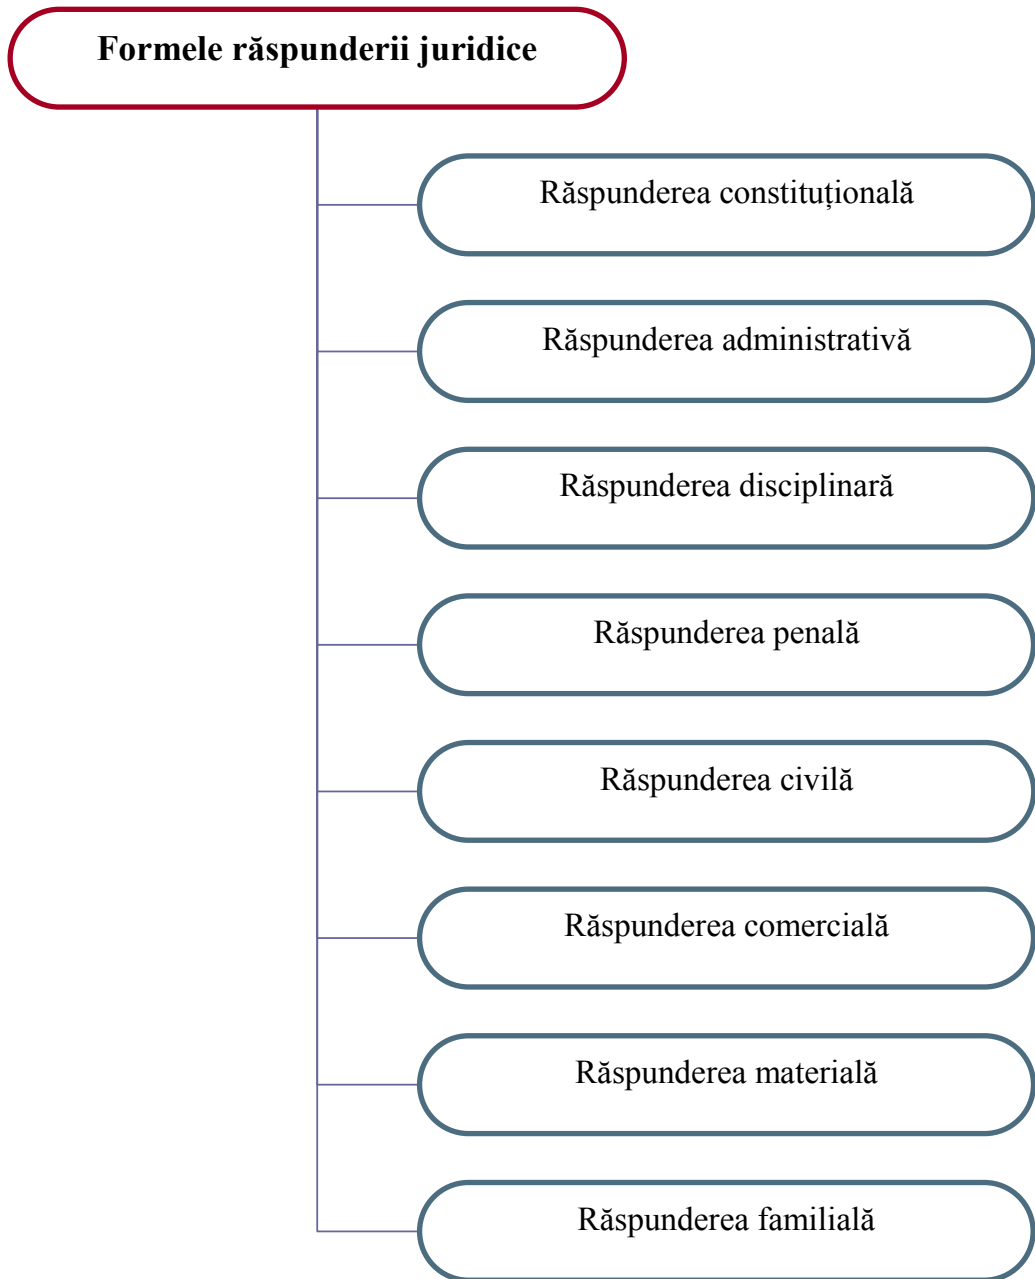 Formele răspunderii juridice
Răspunderea constituțională
Răspunderea administrativă
Răspunderea disciplinară
Răspunderea penală
Răspunderea civilă
Răspunderea comercială
Răspunderea materială
Răspunderea familială